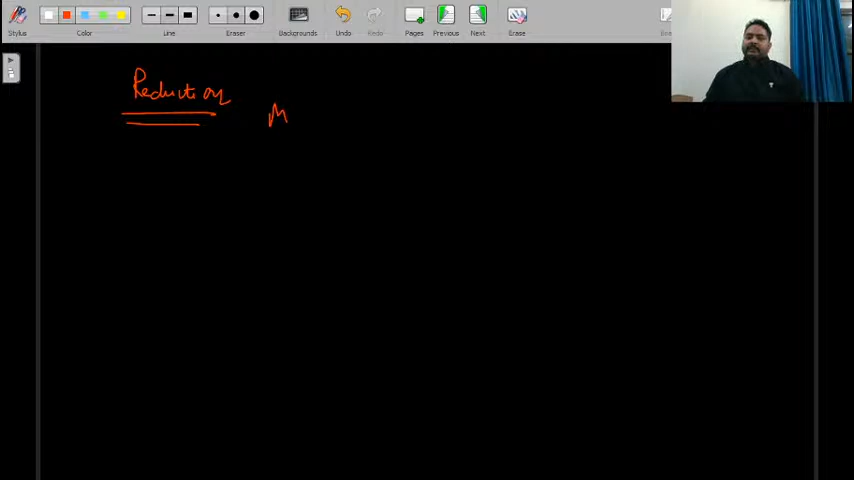 Stylus Color Line Eraser Backgrounds Undo Redo Pages Previous Next Erase
Reduction
M